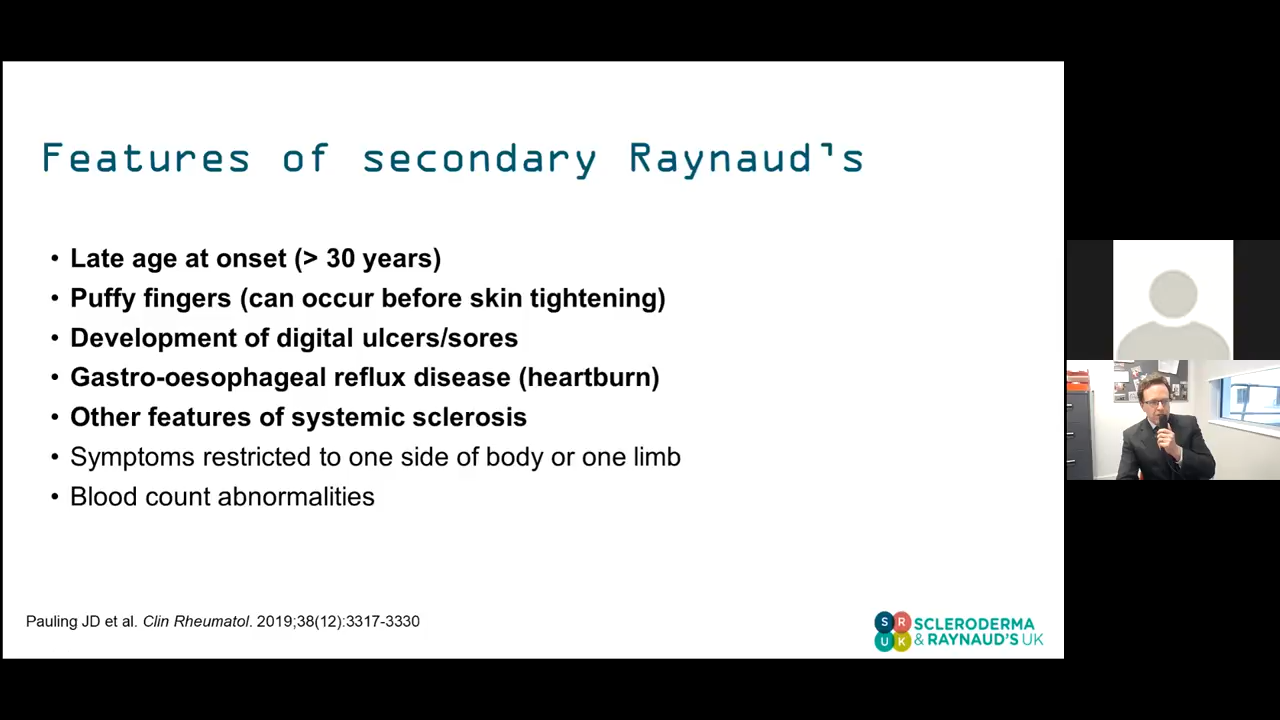 Features of secondary Raynaud's
• Late age at onset (> 30 years)
• Puffy fingers (can occur before skin tightening)
• Development of digital ulcers/sores
• Gastro-oesophageal reflux disease (heartburn)
• Other features of systemic sclerosis
• Symptoms restricted to one side of body or one limb
• Blood count abnormalities
Pauling JD et al. Clin Rheumatol. 2019;38(12):3317-3330
S R SCLERODERMA
U K & RAYNAUD'S UK